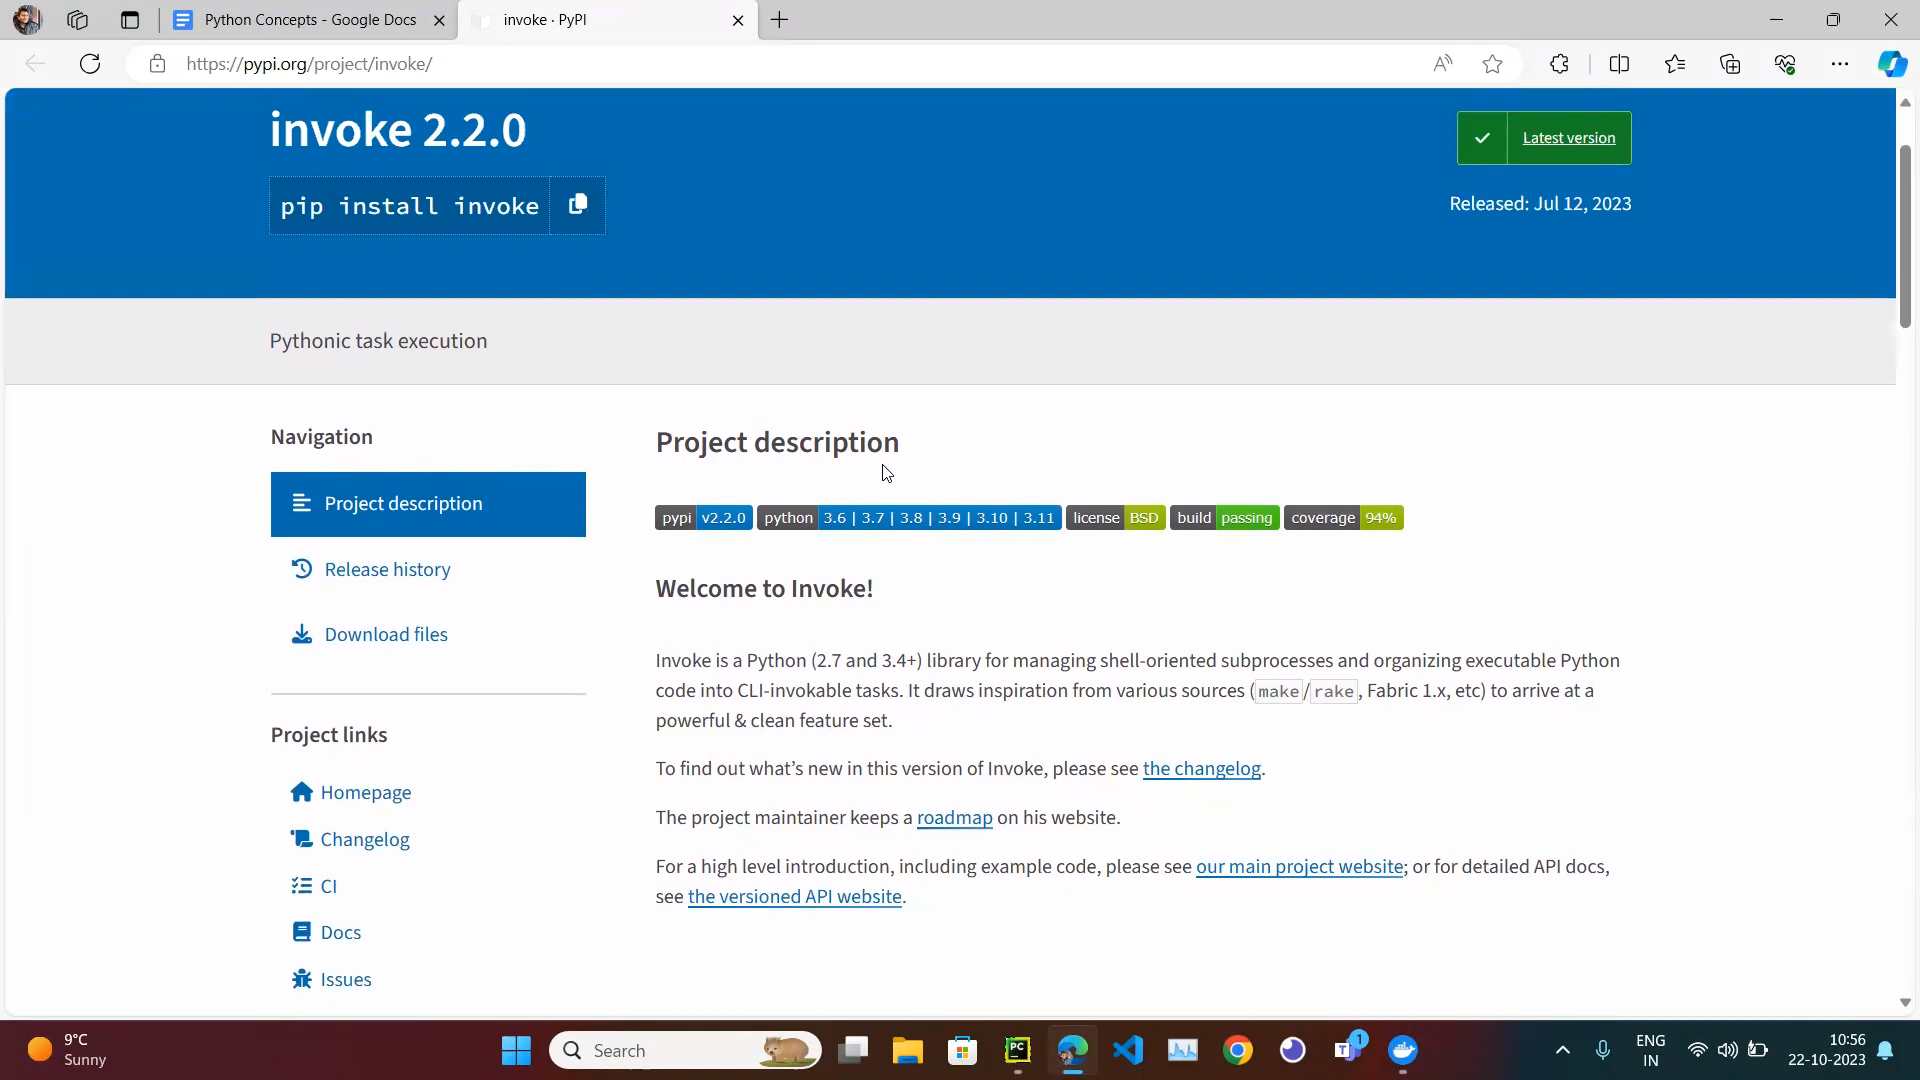 Python Concepts - Google Docs
invoke · PyPI
https://pypi.org/project/invoke/
invoke 2.2.0
pip install invoke
Latest version
Released: Jul 12, 2023
Pythonic task execution
Navigation
Project description
Release history
Download files
Project links
Homepage
Changelog
CI
Docs
Issues
Project description
pypi v2.2.0 python 3.6 | 3.7 | 3.8 | 3.9 | 3.10 | 3.11 license BSD build passing coverage 94%
Welcome to Invoke!
Invoke is a Python (2.7 and 3.4+) library for managing shell-oriented subprocesses and organizing executable Python
code into CLI-invokable tasks. It draws inspiration from various sources (make/rake, Fabric 1.x, etc) to arrive at a
powerful & clean feature set.
To find out what’s new in this version of Invoke, please see the changelog.
The project maintainer keeps a roadmap on his website.
For a high level introduction, including example code, please see our main project website; or for detailed API docs,
see the versioned API website.
9°C
Sunny
Search
PC
T
1
ENG
IN
10:56
22-10-2023